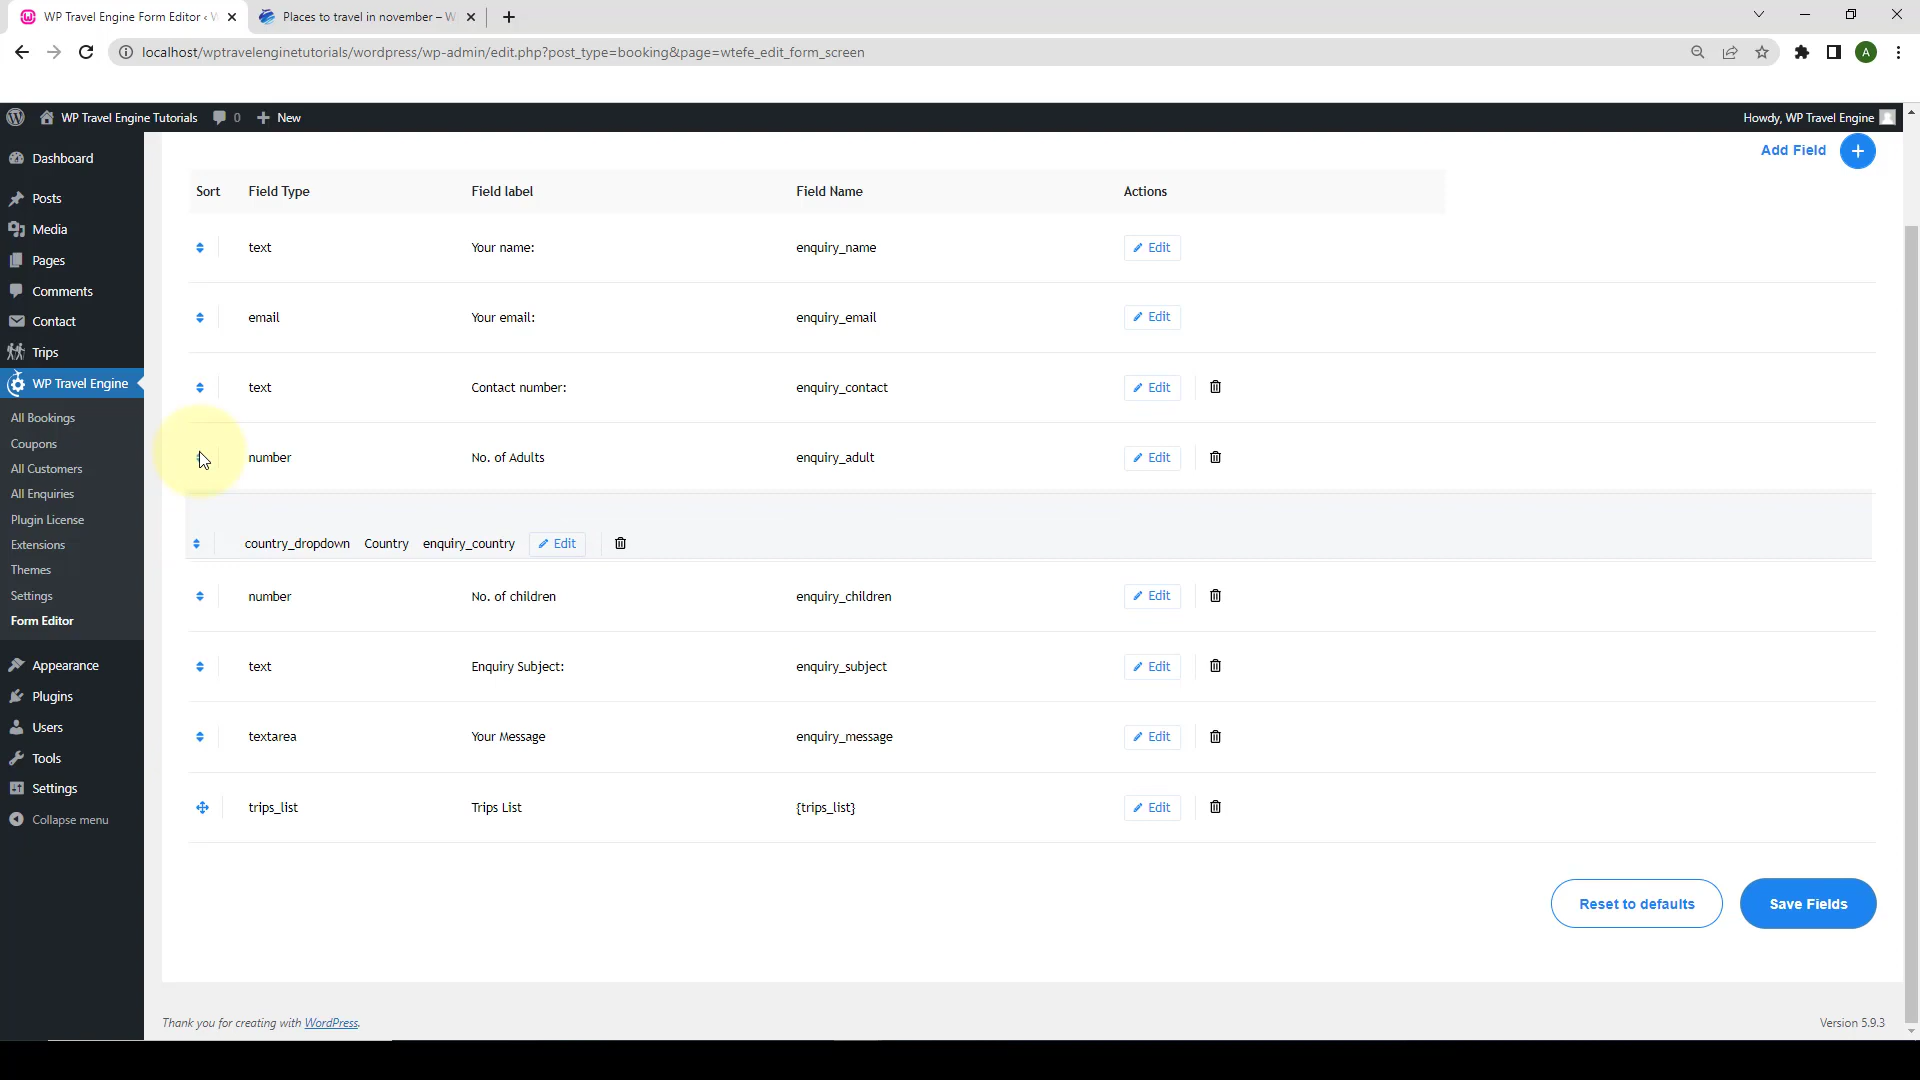 WP Travel Engine Form Editor ‹ W
Places to travel in november – W
localhost/wptravelenginetutorials/wordpress/wp-admin/edit.php?post_type=booking&page=wtefe_edit_form_screen
A
WP Travel Engine Tutorials
0
New
Howdy, WP Travel Engine
Dashboard
Posts
Media
Pages
Comments
Contact
Trips
WP Travel Engine
All Bookings
Coupons
All Customers
All Enquiries
Plugin License
Extensions
Themes
Settings
Form Editor
Appearance
Plugins
Users
Tools
Settings
Collapse menu
Add Field
Sort Field Type Field label Field Name Actions
text Your name: enquiry_name Edit
email Your email: enquiry_email Edit
text Contact number: enquiry_contact Edit
number No. of Adults enquiry_adult Edit
country_dropdown Country enquiry_country Edit
number No. of children enquiry_children Edit
text Enquiry Subject: enquiry_subject Edit
textarea Your Message enquiry_message Edit
trips_list Trips List {trips_list} Edit
Reset to defaults
Save Fields
Thank you for creating with WordPress.
Version 5.9.3